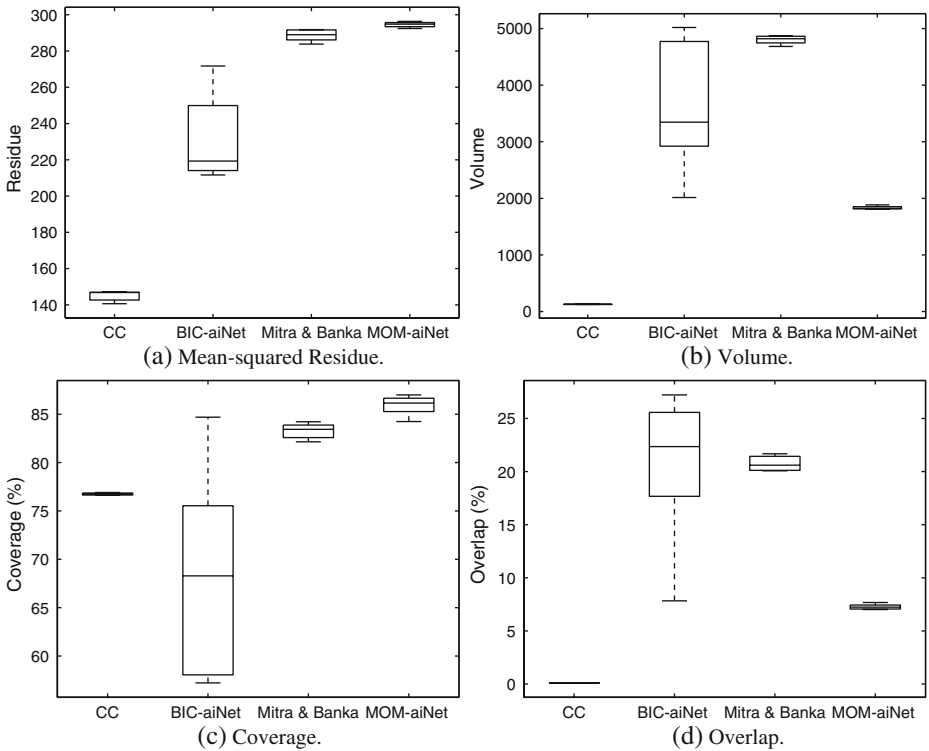 300
280
260
240
220
200
180
160
140
Residue
CC BIC-aiNet Mitra & Banka MOM-aiNet
(a) Mean-squared Residue.
5000
4000
3000
2000
1000
0
Volume
CC BIC-aiNet Mitra & Banka MOM-aiNet
(b) Volume.
85
80
75
70
65
60
Coverage (%)
CC BIC-aiNet Mitra & Banka MOM-aiNet
(c) Coverage.
25
20
15
10
5
0
Overlap (%)
CC BIC-aiNet Mitra & Banka MOM-aiNet
(d) Overlap.